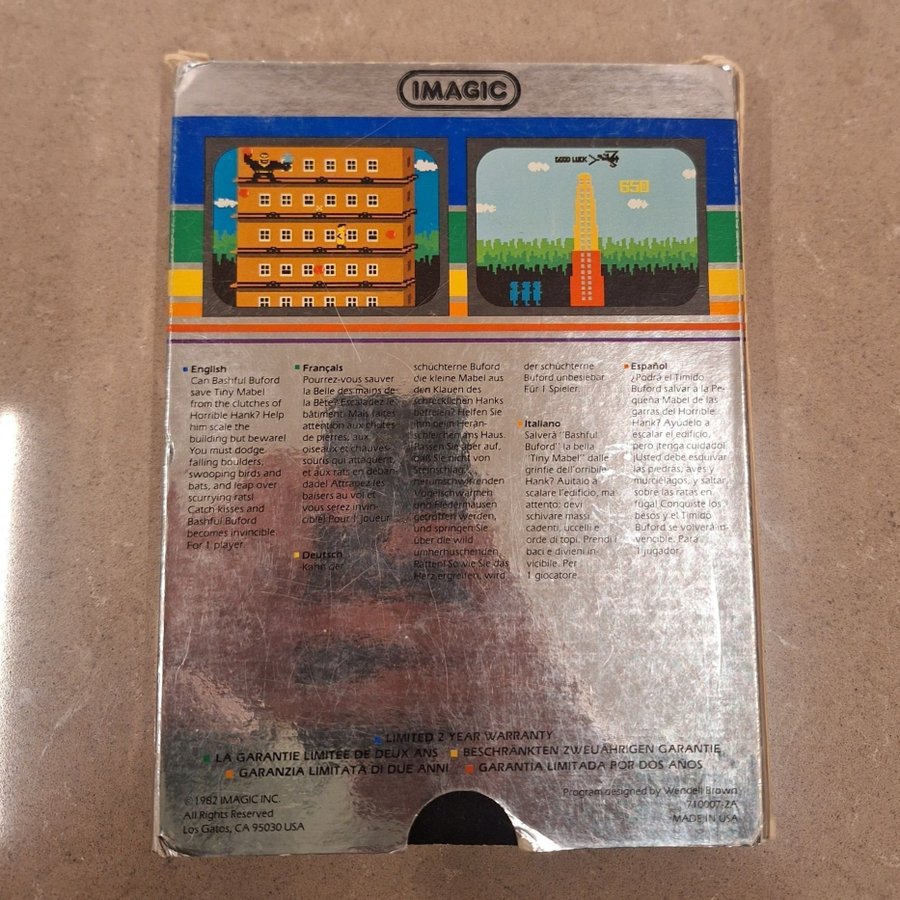 IMAGIC
GOOD LUCK
650
English
Can Bashful Buford
save Tiny Mabel
from the clutches of
Horrible Hank? Help
him scale the
building but beware!
You must dodge
falling boulders,
swooping birds and
bats, and leap over
scurrying rats!
Catch kisses and
Bashful Buford
becomes invincible.
For 1 player.
Français
Pourrez-vous sauver
la Belle des mains de
la Bête? Escaladez le
bâtiment. Mais faites
attention aux chutes
de pierres, aux
oiseaux et chauves-
souris qui attaquent
et aux rats en déban-
dade! Attrapez les
baisers au vol et
vous serez invin-
cible! Pour 1 joueur.
Deutsch
Kann der
schüchterne Buford
die kleine Mabel aus
den Klauen des
schrecklichen Hanks
befreien? Helfen Sie
ihm beim Heran-
schleichen ans Haus.
Passen Sie aber auf,
daß Sie nicht von
Steinschlag,
herumschwirrenden
Vogelschwärmen
und Fledermäusen
getroffen werden,
und springen Sie
über die wild
umherhuschenden
Ratten! So wie Sie das
Herz ergreifen, wird
der schüchterne
Buford unbesiebar.
Für 1 Spieler.
Italiano
Salverà "Bashful
Buford" la bella
"Tiny Mabel" dalle
grinfie dell'orribile
Hank? Auitalo a
scalare l'edificio, ma
attento: devi
schivare massi
cadenti, uccelli e
orde di topi. Prendi i
baci e divieni in-
vicibile. Per
1 giocatore.
Español
¿Podrá el Tímido
Buford salvar a la Pe-
queña Mabel de las
garras del Horrible
Hank? Ayúdelo a
escalar el edificio,
pero ¡tenga cuidado!
¡Usted debe esquivar
las piedras, aves y
murciélagos, y saltar
sobre las ratas en
fuga! Conquiste los
besos y el Tímido
Buford se volverá in-
vencible. Para
1 jugador.
LIMITED 2 YEAR WARRANTY
LA GARANTIE LIMITÉE DE DEUX ANS BESCHRÄNKTEN ZWEIJÄHRIGEN GARANTIE
GARANZIA LIMITATA DI DUE ANNI GARANTIA LIMITADA POR DOS AÑOS
©1982 IMAGIC INC.
All Rights Reserved
Los Gatos, CA 95030 USA
Program designed by Wendell Brown
710007-2A
MADE IN USA